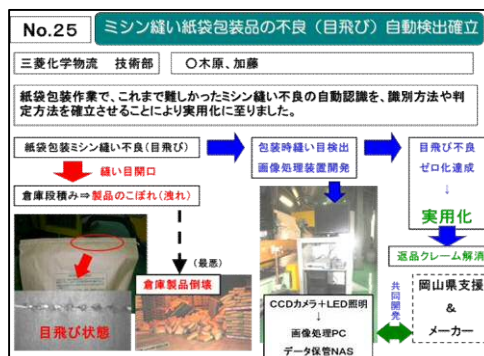 No.25
ミシン縫い紙袋包装品の不良（目飛び）自動検出確立
三菱化学物流　技術部
〇木原、加藤
紙袋包装作業で、これまで難しかったミシン縫い不良の自動認識を、識別方法や判
定方法を確立させることにより実用化に至りました。
紙袋包装ミシン縫い不良(目飛び)
包装時縫い目検出
画像処理装置開発
目飛び不良
ゼロ化達成
↓
実用化
縫い目開口
倉庫段積み⇒製品のこぼれ(洩れ)
返品クレーム解消
(最悪)
倉庫製品倒壊
目飛び状態
CCDカメラ+LED照明
↓
画像処理PC
データ保管NAS
共同開発
岡山県支援
&
メーカー